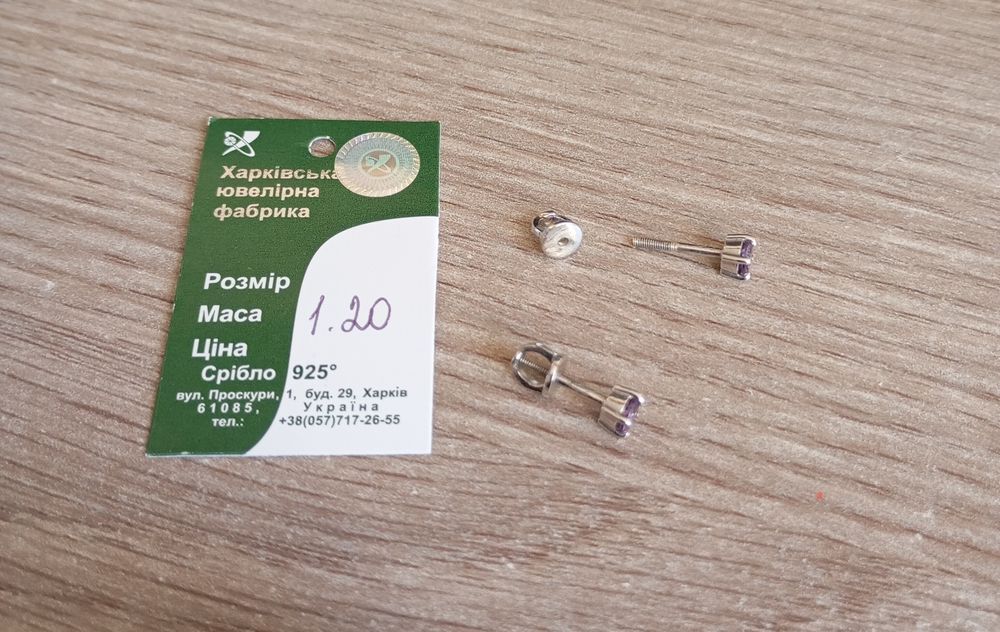 Харківська
ювелірна
фабрика
Розмір
Маса 1.20
Ціна
Срібло 925°
вул. Проскури, 1, буд. 29, Харків
61085, Україна
тел.: +38(057)717-26-55